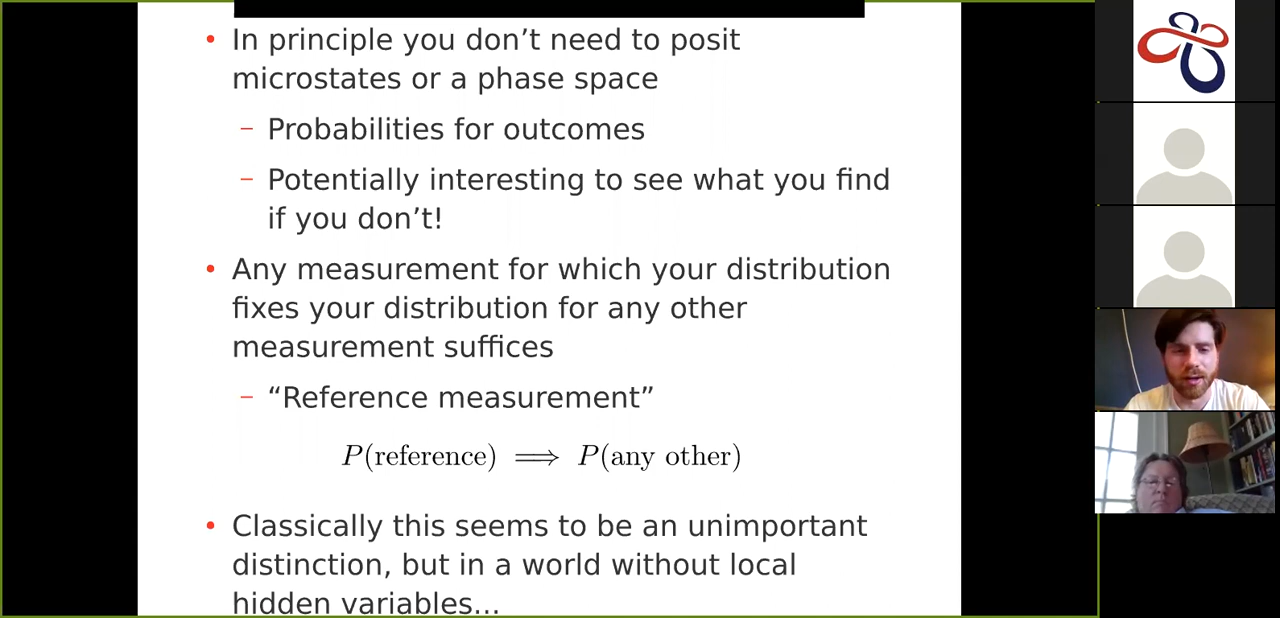 • In principle you don’t need to posit
microstates or a phase space
– Probabilities for outcomes
– Potentially interesting to see what you find
if you don’t!
• Any measurement for which your distribution
fixes your distribution for any other
measurement suffices
– “Reference measurement”
P(reference) ⟹ P(any other)
• Classically this seems to be an unimportant
distinction, but in a world without local
hidden variables...